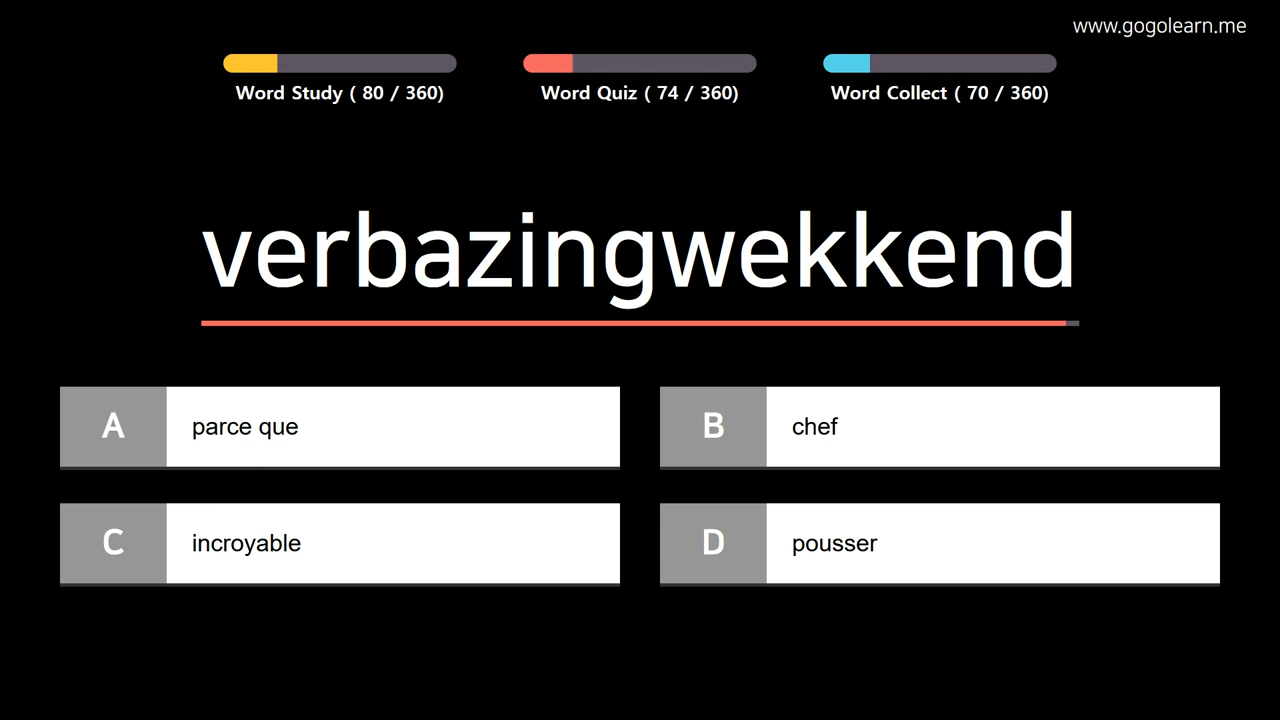 www.gogolearn.me
Word Study ( 80 / 360)
Word Quiz ( 74 / 360)
Word Collect ( 70 / 360)
verbazingwekkend
A
parce que
B
chef
C
incroyable
D
pousser